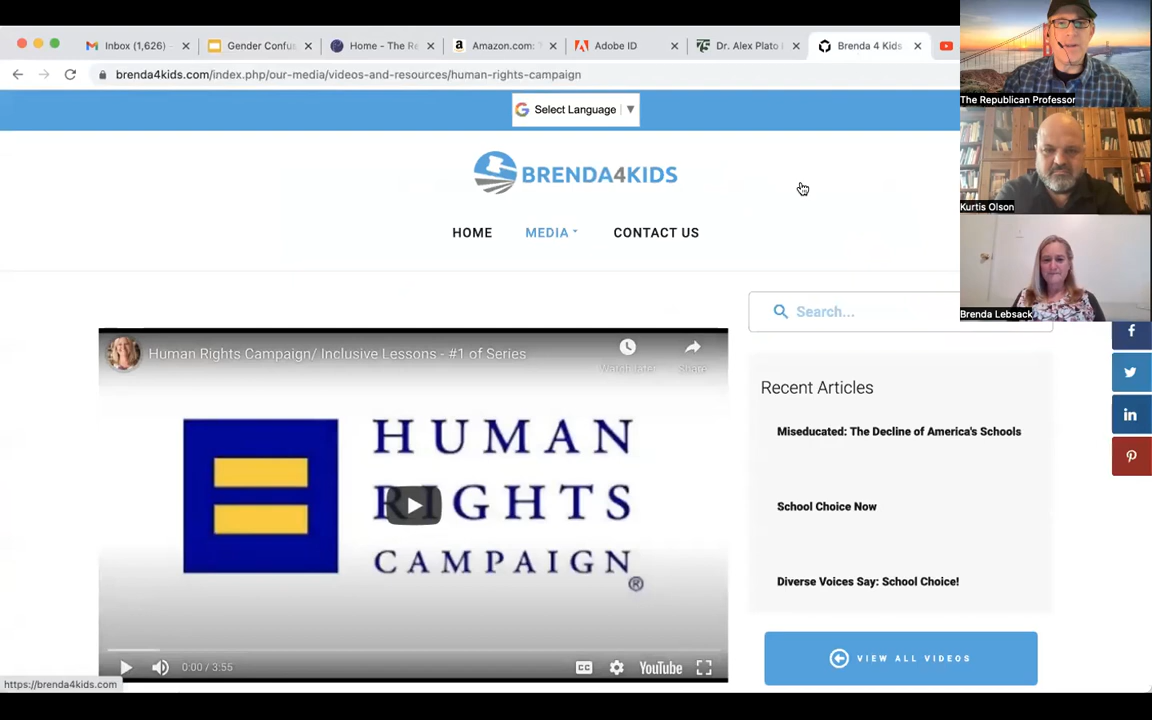 Inbox (1,626)
Gender Confu
Home - The Re
Amazon.com:
Adobe ID
Dr. Alex Plato
Brenda 4 Kids
brenda4kids.com/index.php/our-media/videos-and-resources/human-rights-campaign
The Republican Professor
Select Language
BRENDA4KIDS
Kurtis Olson
HOME MEDIA CONTACT US
Search...
Brenda Lebsack
Human Rights Campaign/ Inclusive Lessons - #1 of Series
Watch later
Share
Recent Articles
HUMAN
RIGHTS
CAMPAIGN®
Miseducated: The Decline of America's Schools
School Choice Now
Diverse Voices Say: School Choice!
0:00 / 3:55
CC
YouTube
VIEW ALL VIDEOS
https://brenda4kids.com